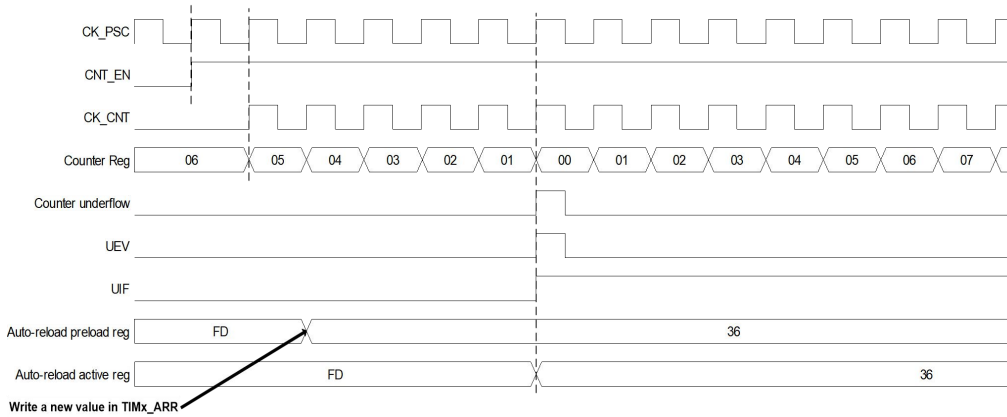 CK_PSC
CNT_EN
CK_CNT
Counter Reg 06 05 04 03 02 01 00 01 02 03 04 05 06 07
Counter underflow
UEV
UIF
Auto-reload preload reg FD 36
Auto-reload active reg FD 36
Write a new value in TIMx_ARR